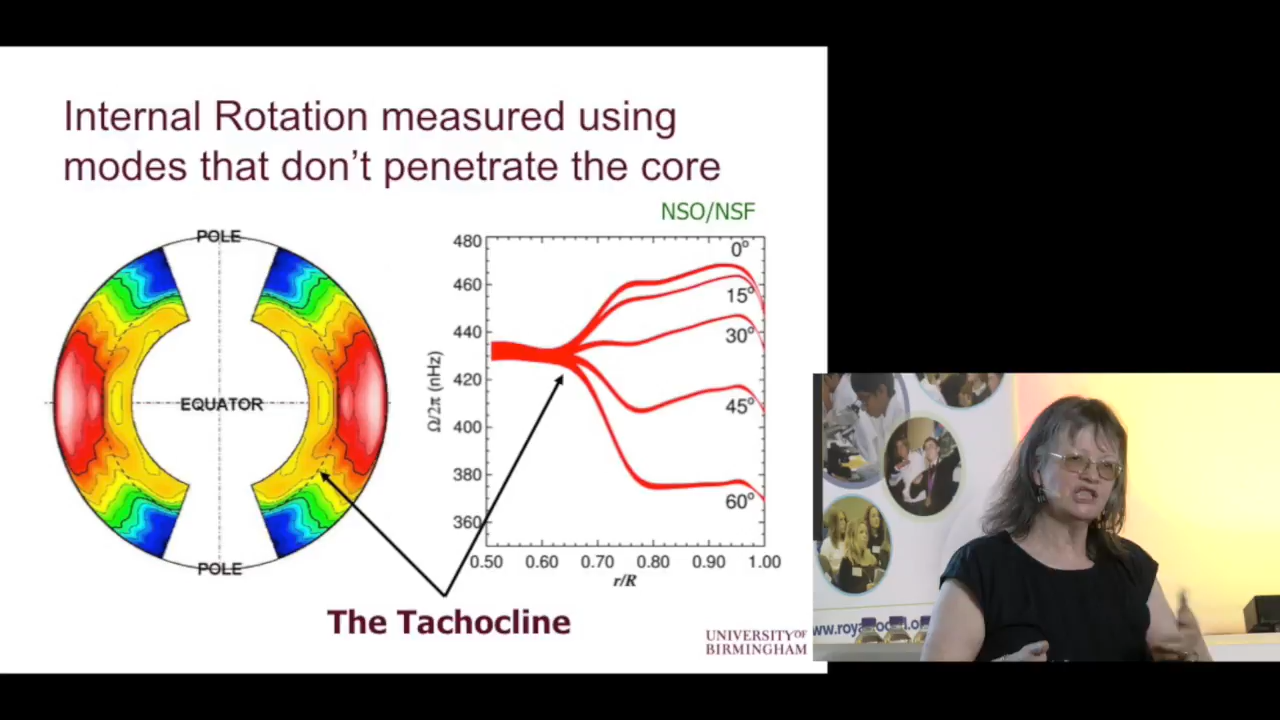 Internal Rotation measured using
modes that don't penetrate the core
NSO/NSF
POLE
EQUATOR
POLE
480
460
440
420
400
380
360
Ω/2π (nHz)
0°
15°
30°
45°
60°
0.50 0.60 0.70 0.80 0.90 1.00
r/R
The Tachocline
UNIVERSITY OF
BIRMINGHAM